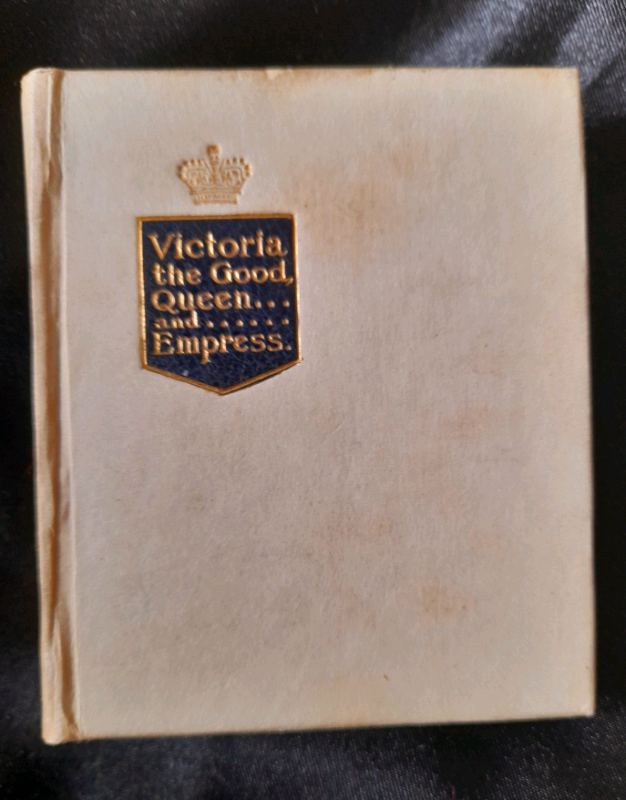 Victoria
the Good,
Queen...
and......
Empress.